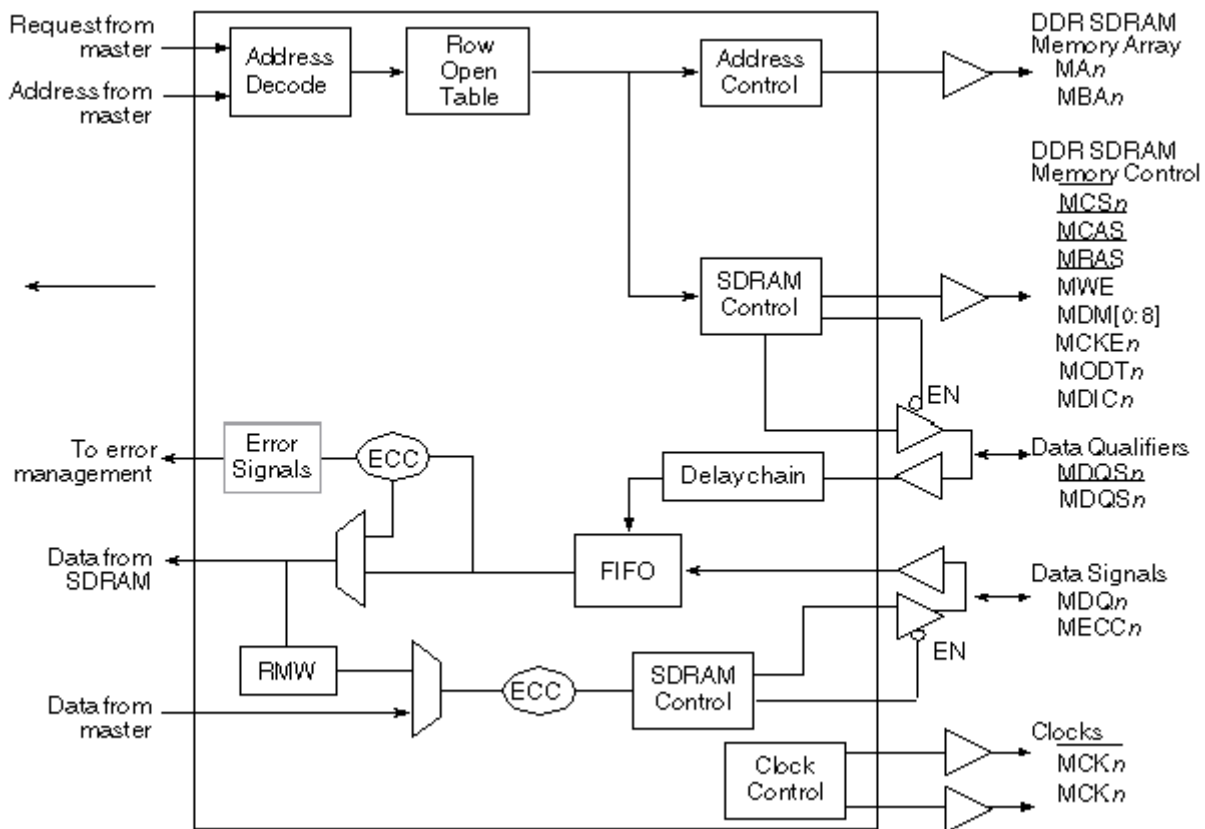 Request from
master
Address from
master
Address
Decode
Row
Open
Table
Address
Control
DDR SDRAM
Memory Array
MAn
MBAn
DDR SDRAM
Memory Control
MCSn
MCAS
MRAS
MWE
MDM[0:8]
MCKEn
MODTn
MDICn
SDRAM
Control
EN
To error
management
Error
Signals
ECC
Delay chain
Data Qualifiers
MDQSn
MDQSn
Data from
SDRAM
FIFO
Data Signals
MDQn
MECCn
EN
RMW
ECC
SDRAM
Control
Data from
master
Clock
Control
Clocks
MCKn
MCKn